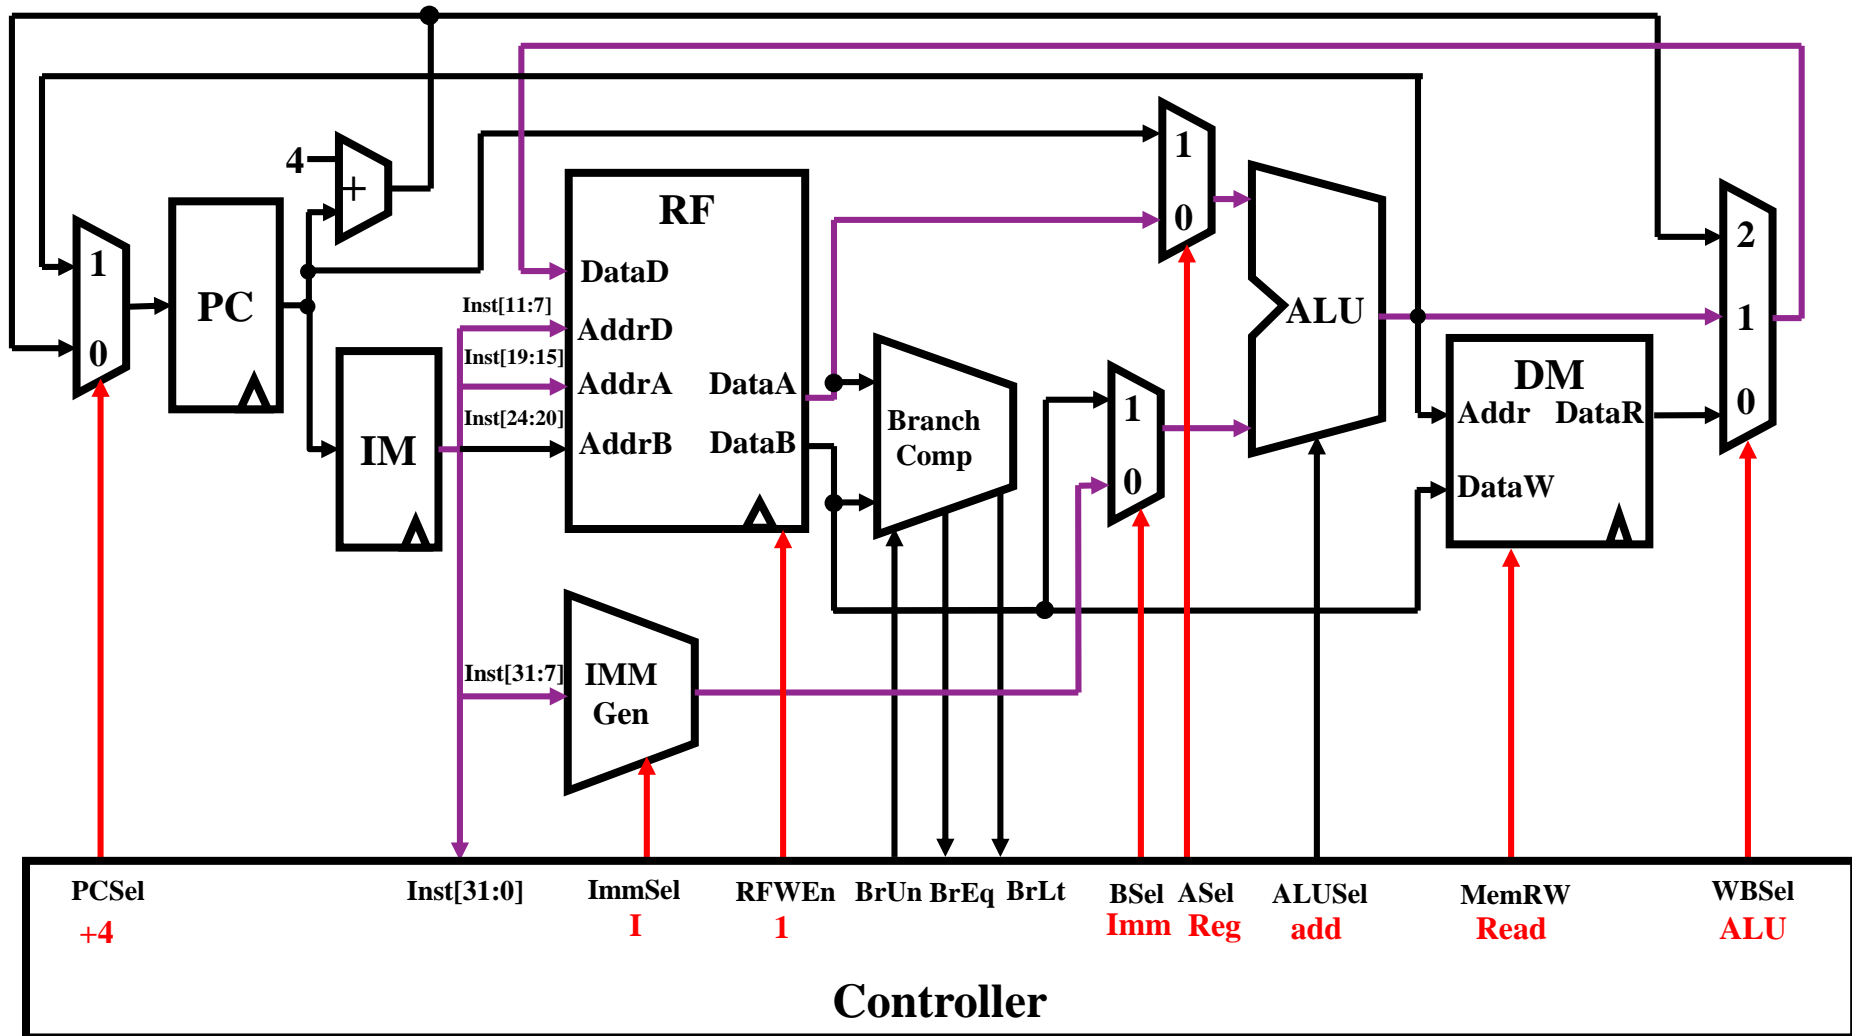 4
+
1
0
PC
IM
RF
DataD
Inst[11:7]
AddrD
Inst[19:15]
AddrA
DataA
Inst[24:20]
AddrB
DataB
Branch
Comp
1
0
1
0
ALU
DM
Addr
DataR
DataW
2
1
0
Inst[31:7]
IMM
Gen
PCSel
Inst[31:0]
ImmSel
RFWEn
BrUn
BrEq
BrLt
BSel
ASel
ALUSel
MemRW
WBSel
+4
I
1
Imm
Reg
add
Read
ALU
Controller